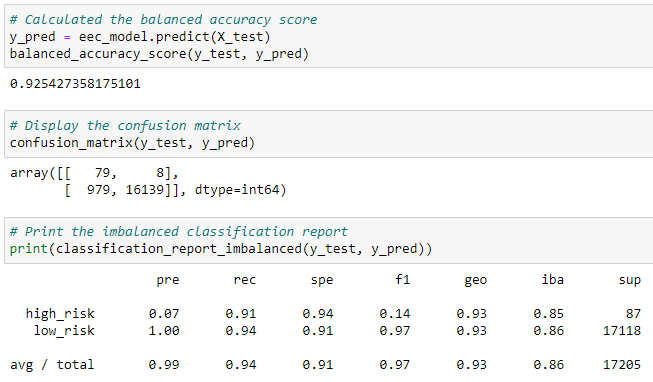 # Calculated the balanced accuracy score
y_pred = eec_model.predict(X_test)
balanced_accuracy_score(y_test, y_pred)
0.925427358175101
# Display the confusion matrix
confusion_matrix(y_test, y_pred)
array([[   79,     8],
       [  979, 16139]], dtype=int64)
# Print the imbalanced classification report
print(classification_report_imbalanced(y_test, y_pred))
                   pre       rec       spe        f1       geo       iba       sup
  high_risk       0.07      0.91      0.94      0.14      0.93      0.85        87
   low_risk       1.00      0.94      0.91      0.97      0.93      0.86     17118
avg / total       0.99      0.94      0.91      0.97      0.93      0.86     17205